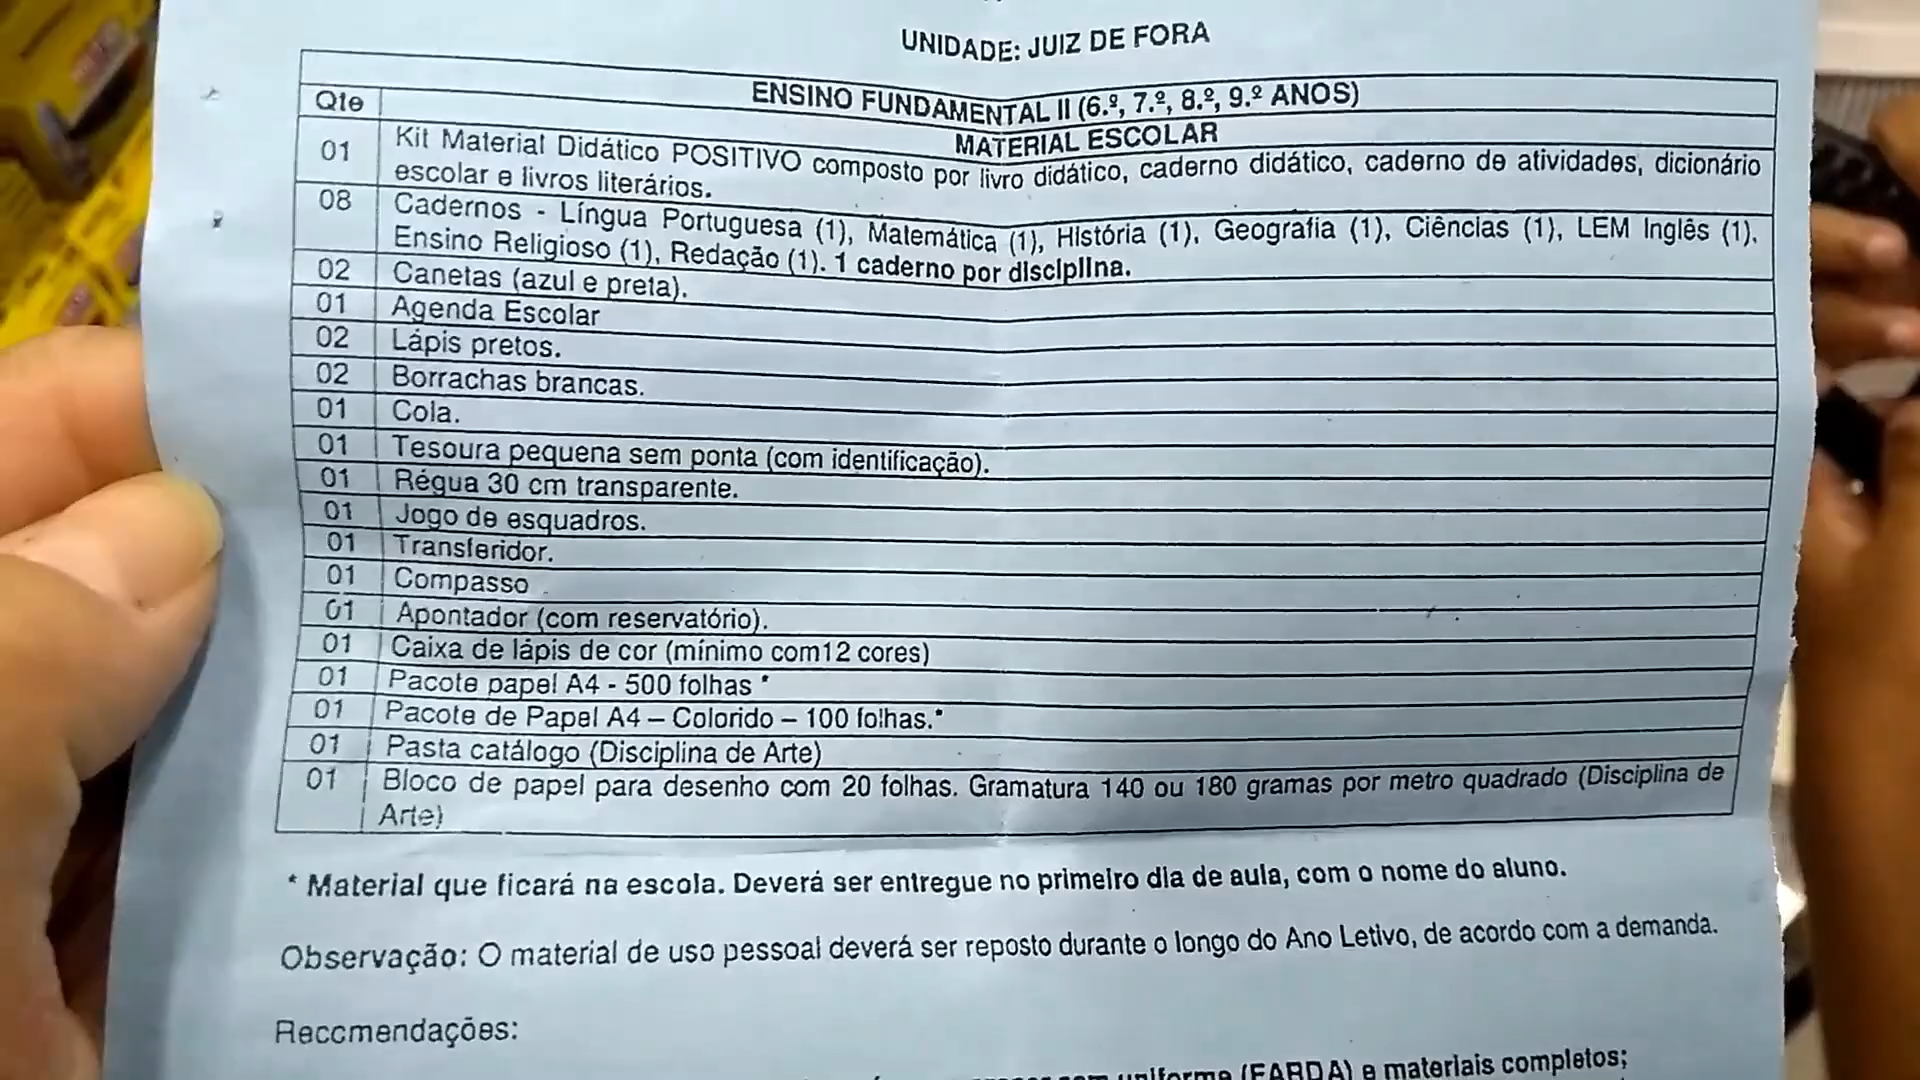 UNIDADE: JUIZ DE FORA
ENSINO FUNDAMENTAL II (6.º, 7.º, 8.º, 9.º ANOS)
Qte MATERIAL ESCOLAR
01 Kit Material Didático POSITIVO composto por livro didático, caderno didático, caderno de atividades, dicionário
escolar e livros literários.
08 Cadernos - Língua Portuguesa (1), Matemática (1), História (1), Geografia (1), Ciências (1), LEM Inglês (1),
Ensino Religioso (1), Redação (1). 1 caderno por disciplina.
02 Canetas (azul e preta).
01 Agenda Escolar
02 Lápis pretos.
02 Borrachas brancas.
01 Cola.
01 Tesoura pequena sem ponta (com identificação).
01 Régua 30 cm transparente.
01 Jogo de esquadros.
01 Transferidor.
01 Compasso
01 Apontador (com reservatório).
01 Caixa de lápis de cor (mínimo com12 cores)
01 Pacote papel A4 - 500 folhas *
01 Pacote de Papel A4 – Colorido – 100 folhas.*
01 Pasta catálogo (Disciplina de Arte)
01 Bloco de papel para desenho com 20 folhas. Gramatura 140 ou 180 gramas por metro quadrado (Disciplina de
Arte)
* Material que ficará na escola. Deverá ser entregue no primeiro dia de aula, com o nome do aluno.
Observação: O material de uso pessoal deverá ser reposto durante o longo do Ano Letivo, de acordo com a demanda.
Recomendações:
uniforme (FARDA) e materiais completos;